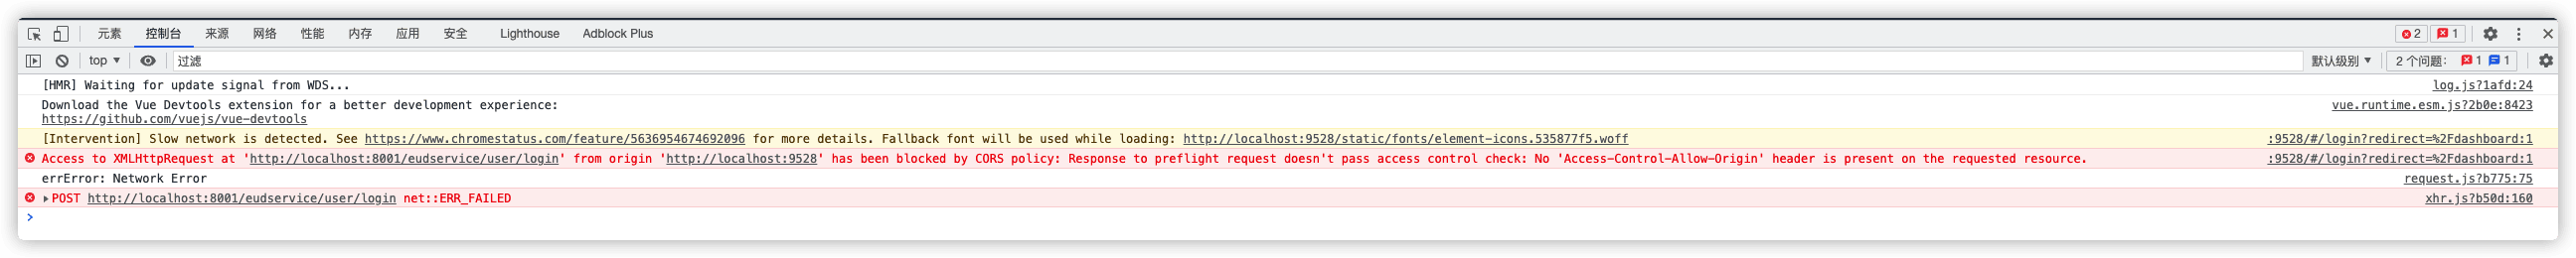 元素 控制台 来源 网络 性能 内存 应用 安全 Lighthouse Adblock Plus 2 1
top 过滤 默认级别 2 个问题: 1 1
[HMR] Waiting for update signal from WDS... log.js?1afd:24
Download the Vue Devtools extension for a better development experience: vue.runtime.esm.js?2b0e:8423
https://github.com/vuejs/vue-devtools
[Intervention] Slow network is detected. See https://www.chromestatus.com/feature/5636954674692096 for more details. Fallback font will be used while loading: http://localhost:9528/static/fonts/element-icons.535877f5.woff :9528/#/login?redirect=%2Fdashboard:1
Access to XMLHttpRequest at 'http://localhost:8001/eudservice/user/login' from origin 'http://localhost:9528' has been blocked by CORS policy: Response to preflight request doesn't pass access control check: No 'Access-Control-Allow-Origin' header is present on the requested resource. :9528/#/login?redirect=%2Fdashboard:1
errError: Network Error request.js?b775:75
POST http://localhost:8001/eudservice/user/login net::ERR_FAILED xhr.js?b50d:160